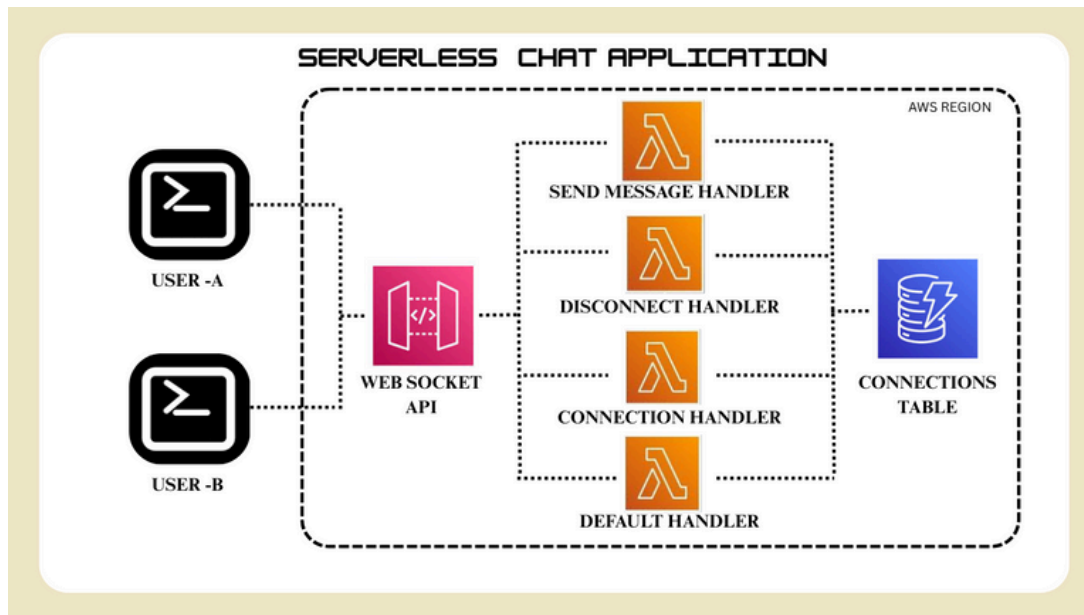 SERVERLESS CHAT APPLICATION
AWS REGION
SEND MESSAGE HANDLER
USER -A
DISCONNECT HANDLER
WEB SOCKET
API
CONNECTIONS
TABLE
CONNECTION HANDLER
USER -B
DEFAULT HANDLER